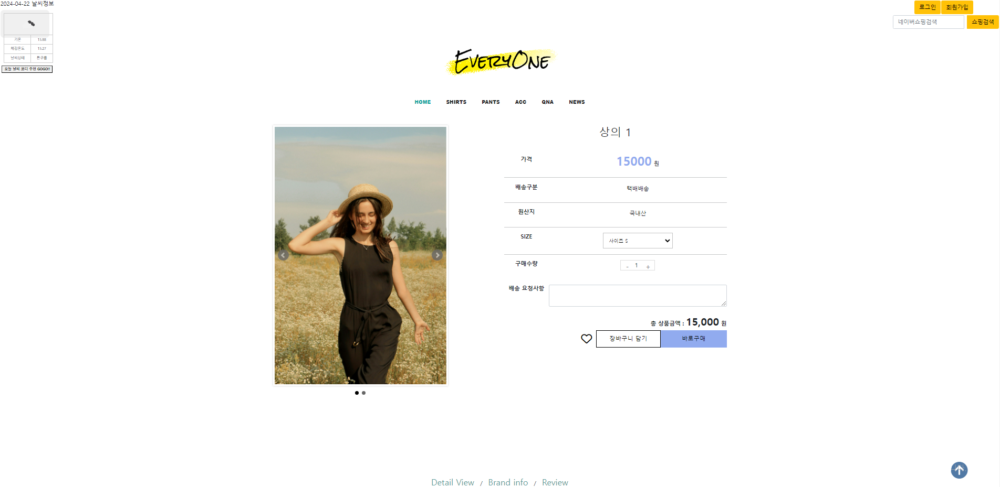 2024-04-22 날씨정보
로그인 회원가입
네이버쇼핑검색 쇼핑검색
기온 15.88
체감온도 15.27
날씨상태 튼구름
오늘 날씨 코디 추천 GOGO!!
EVERYONE
HOME SHIRTS PANTS ACC QNA NEWS
상의 1
가격 15000 원
배송구분 택배배송
원산지 국내산
SIZE 사이즈 S
구매수량 - 1 +
배송 요청사항
총 상품금액 : 15,000 원
장바구니 담기 바로구매
Detail View / Brand info / Review